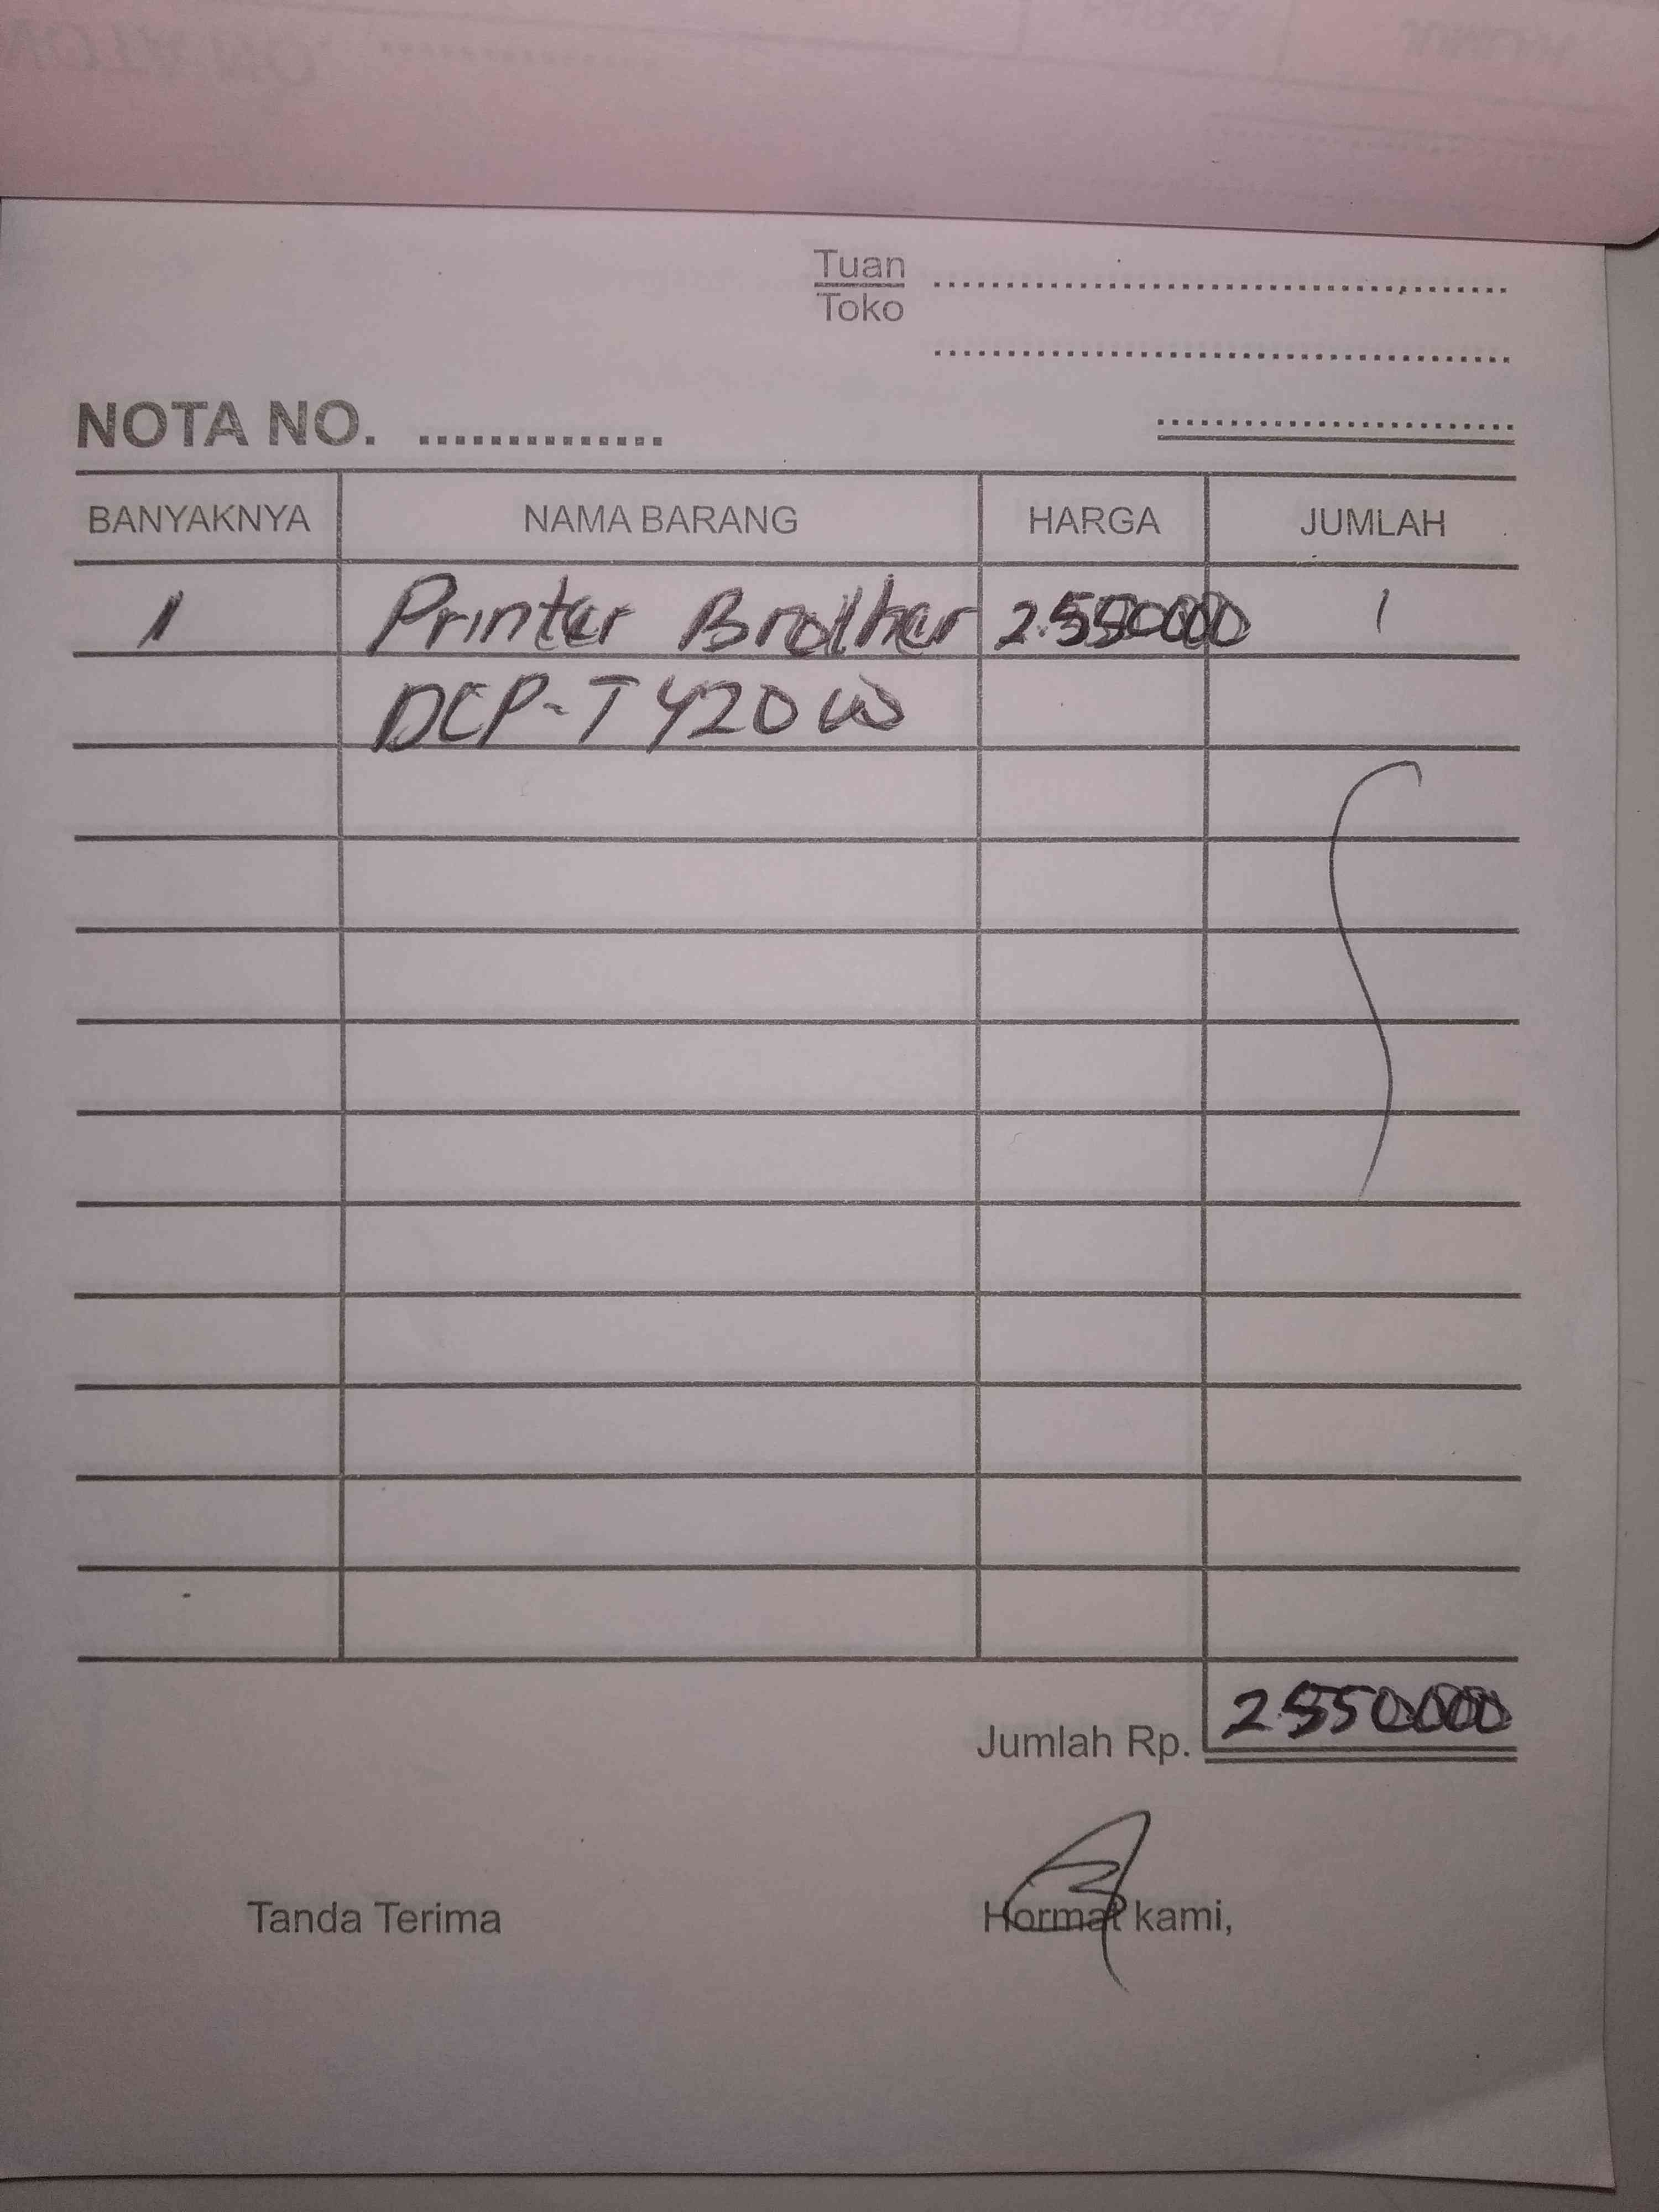 Tuan
Toko
NOTA NO.
BANYAKNYA NAMA BARANG HARGA JUMLAH
1 Printer Brother 2.550000 1
DCP-T420W
Jumlah Rp. 2.550.000
Tanda Terima Hormat kami,